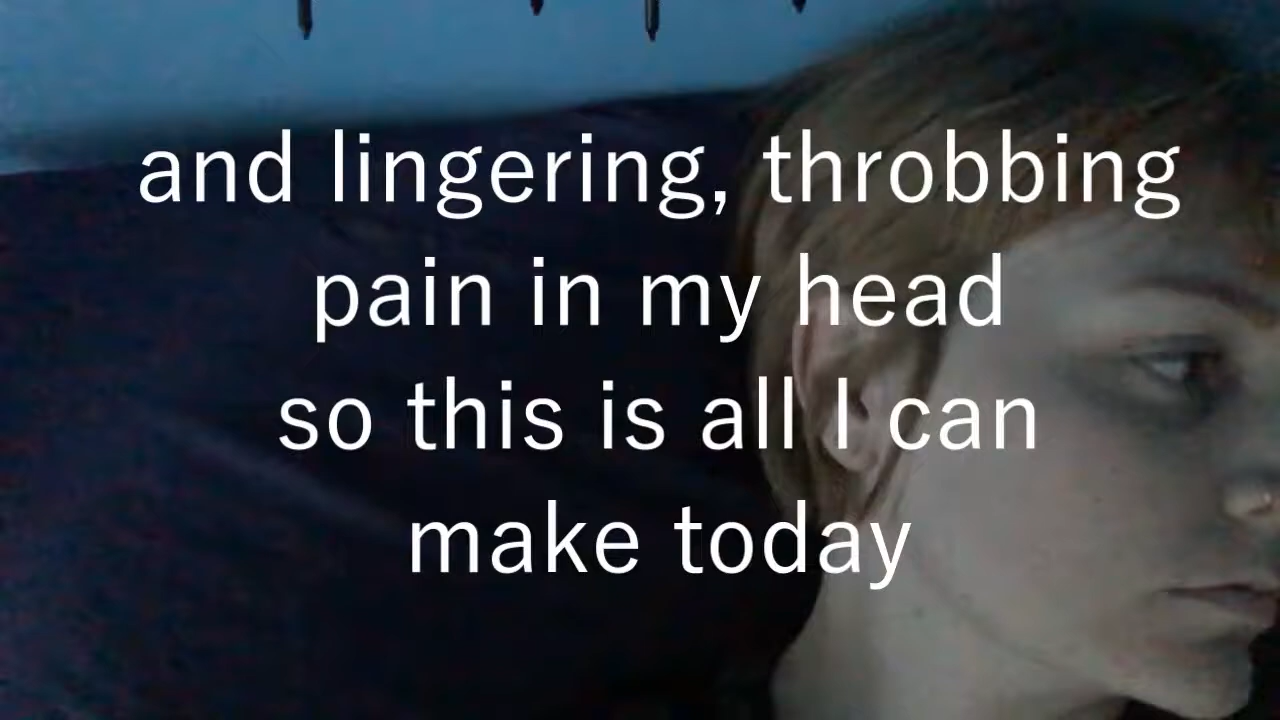 and lingering, throbbing
pain in my head
so this is all I can
make today